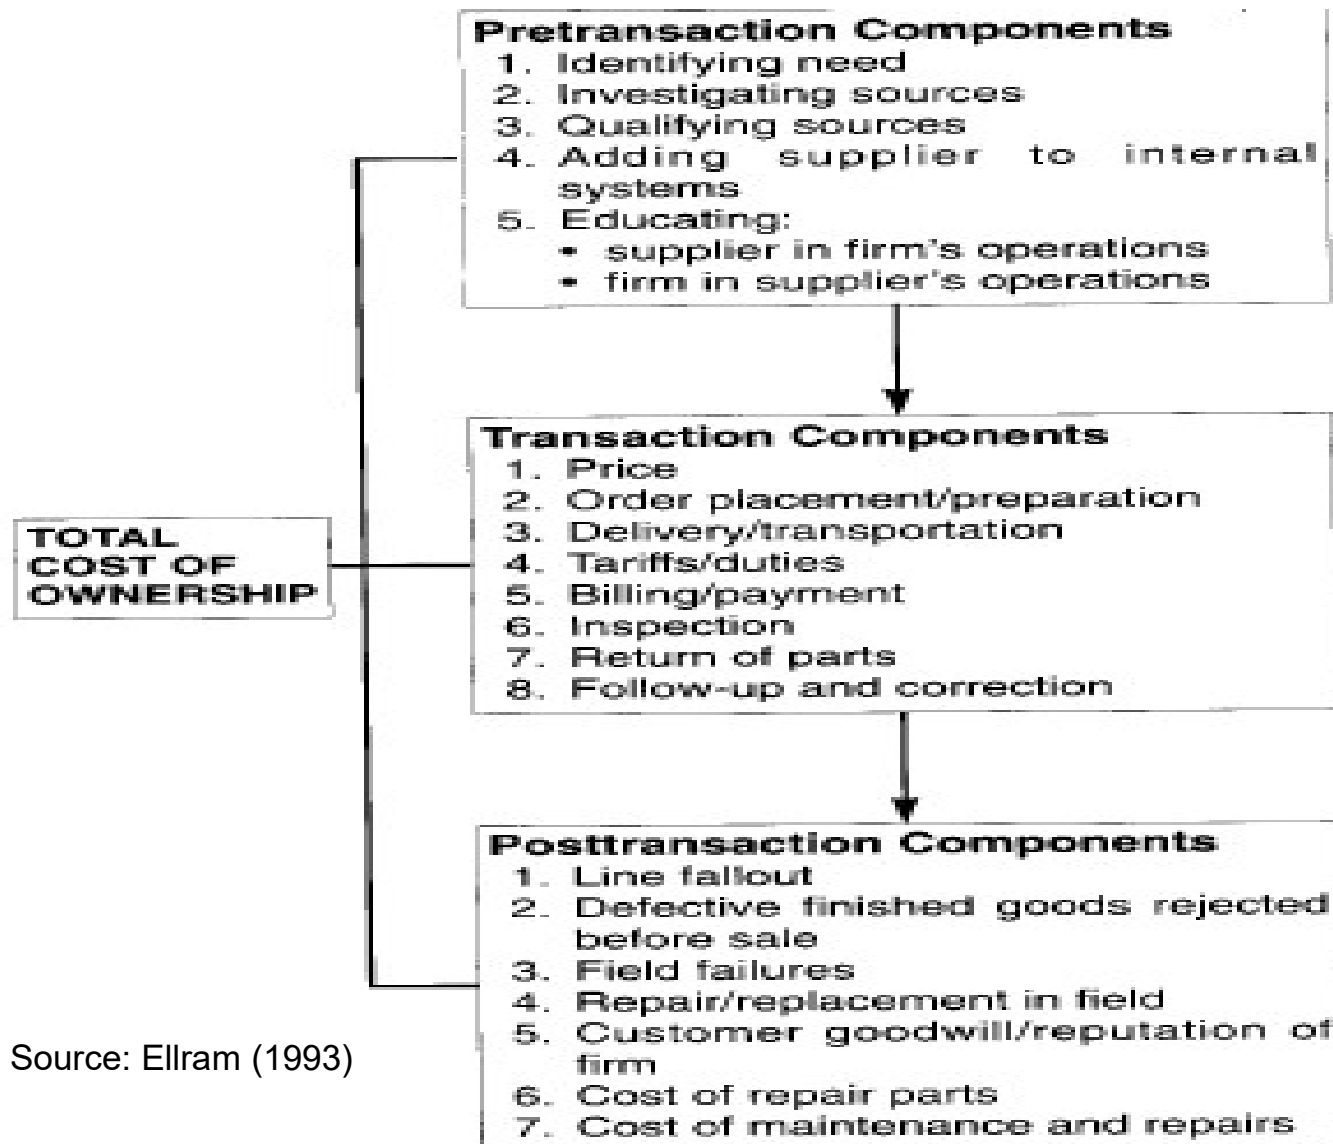 Pretransaction Components
1. Identifying need
2. Investigating sources
3. Qualifying sources
4. Adding supplier to internal
systems
5. Educating:
• supplier in firm's operations
• firm in supplier's operations
Transaction Components
1. Price
2. Order placement/preparation
3. Delivery/transportation
4. Tariffs/duties
5. Billing/payment
6. Inspection
7. Return of parts
8. Follow-up and correction
TOTAL
COST OF
OWNERSHIP
Posttransaction Components
1. Line fallout
2. Defective finished goods rejected
before sale
3. Field failures
4. Repair/replacement in field
5. Customer goodwill/reputation of
firm
6. Cost of repair parts
7. Cost of maintenance and repairs
Source: Ellram (1993)